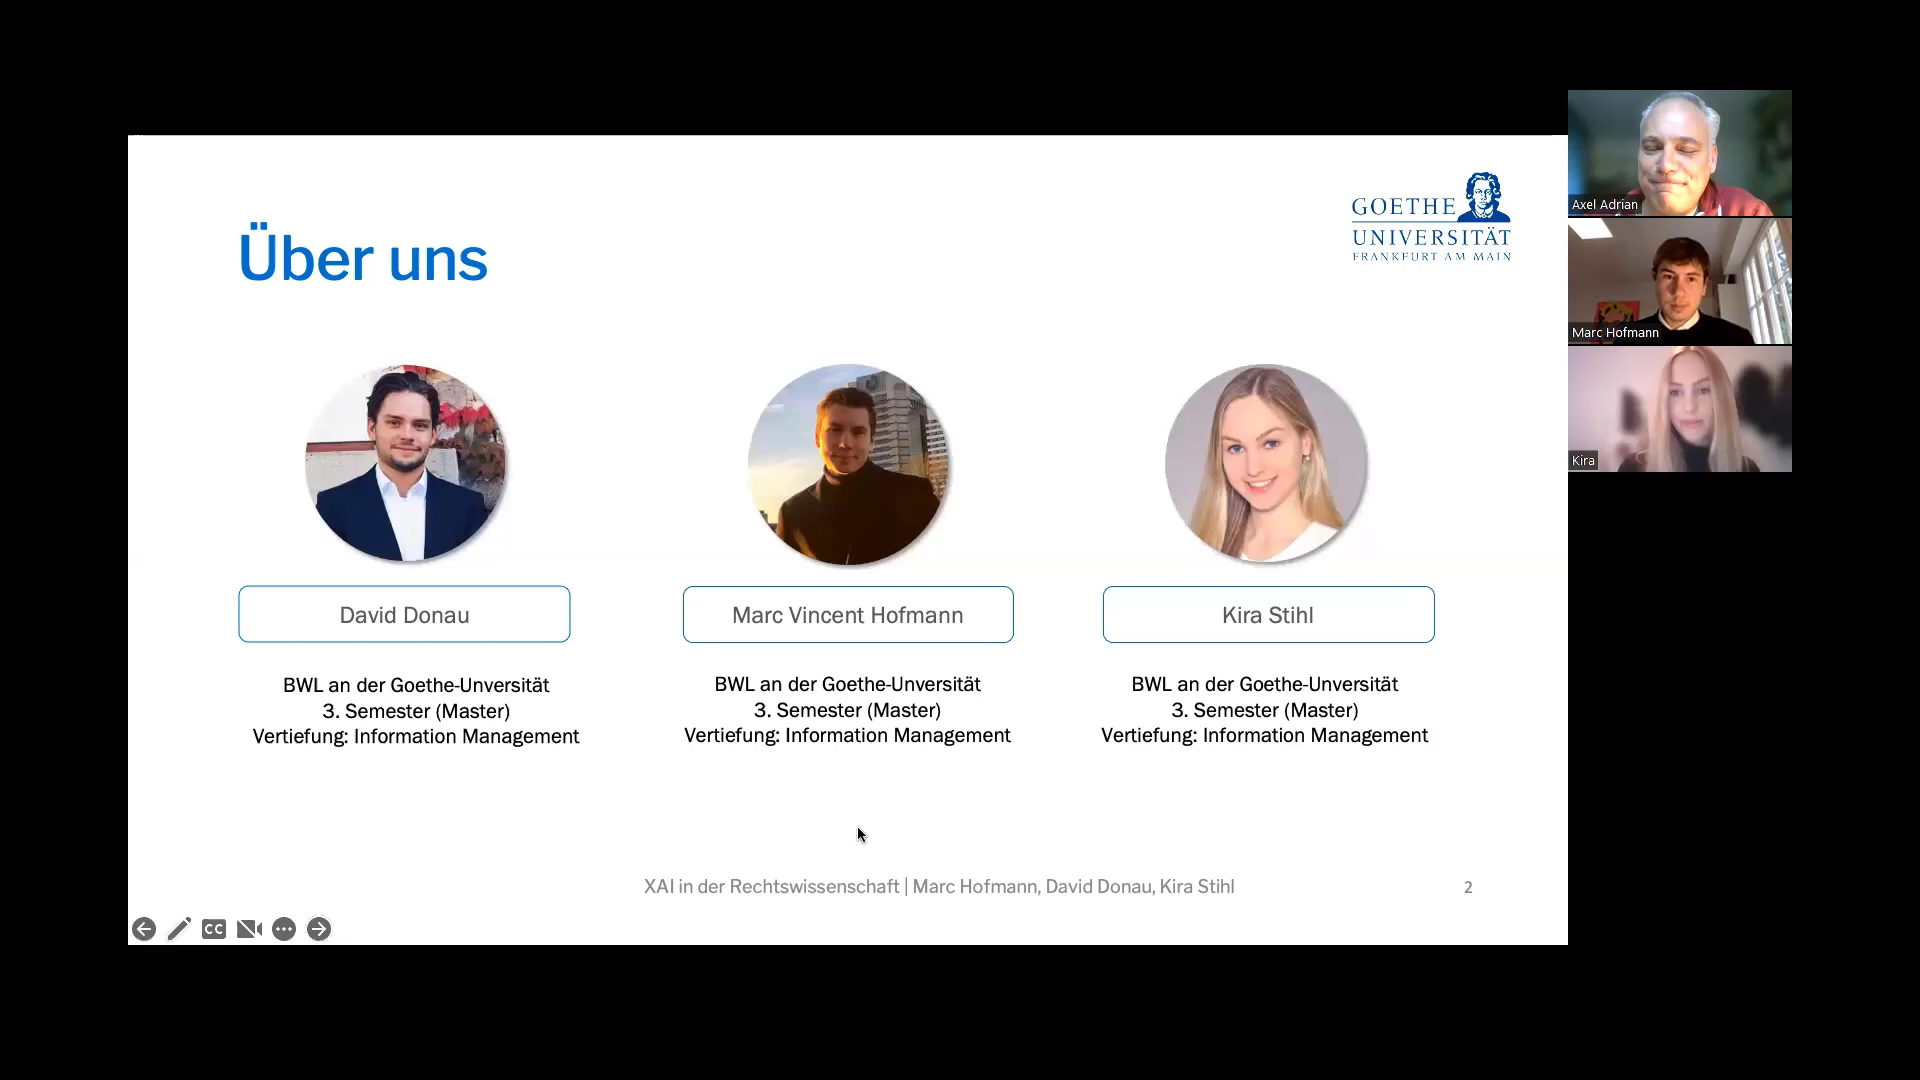 Über uns
GOETHE
UNIVERSITÄT
FRANKFURT AM MAIN
David Donau
BWL an der Goethe-Unversität
3. Semester (Master)
Vertiefung: Information Management
Marc Vincent Hofmann
BWL an der Goethe-Unversität
3. Semester (Master)
Vertiefung: Information Management
Kira Stihl
BWL an der Goethe-Unversität
3. Semester (Master)
Vertiefung: Information Management
XAI in der Rechtswissenschaft | Marc Hofmann, David Donau, Kira Stihl
2
CC
Axel Adrian
Marc Hofmann
Kira